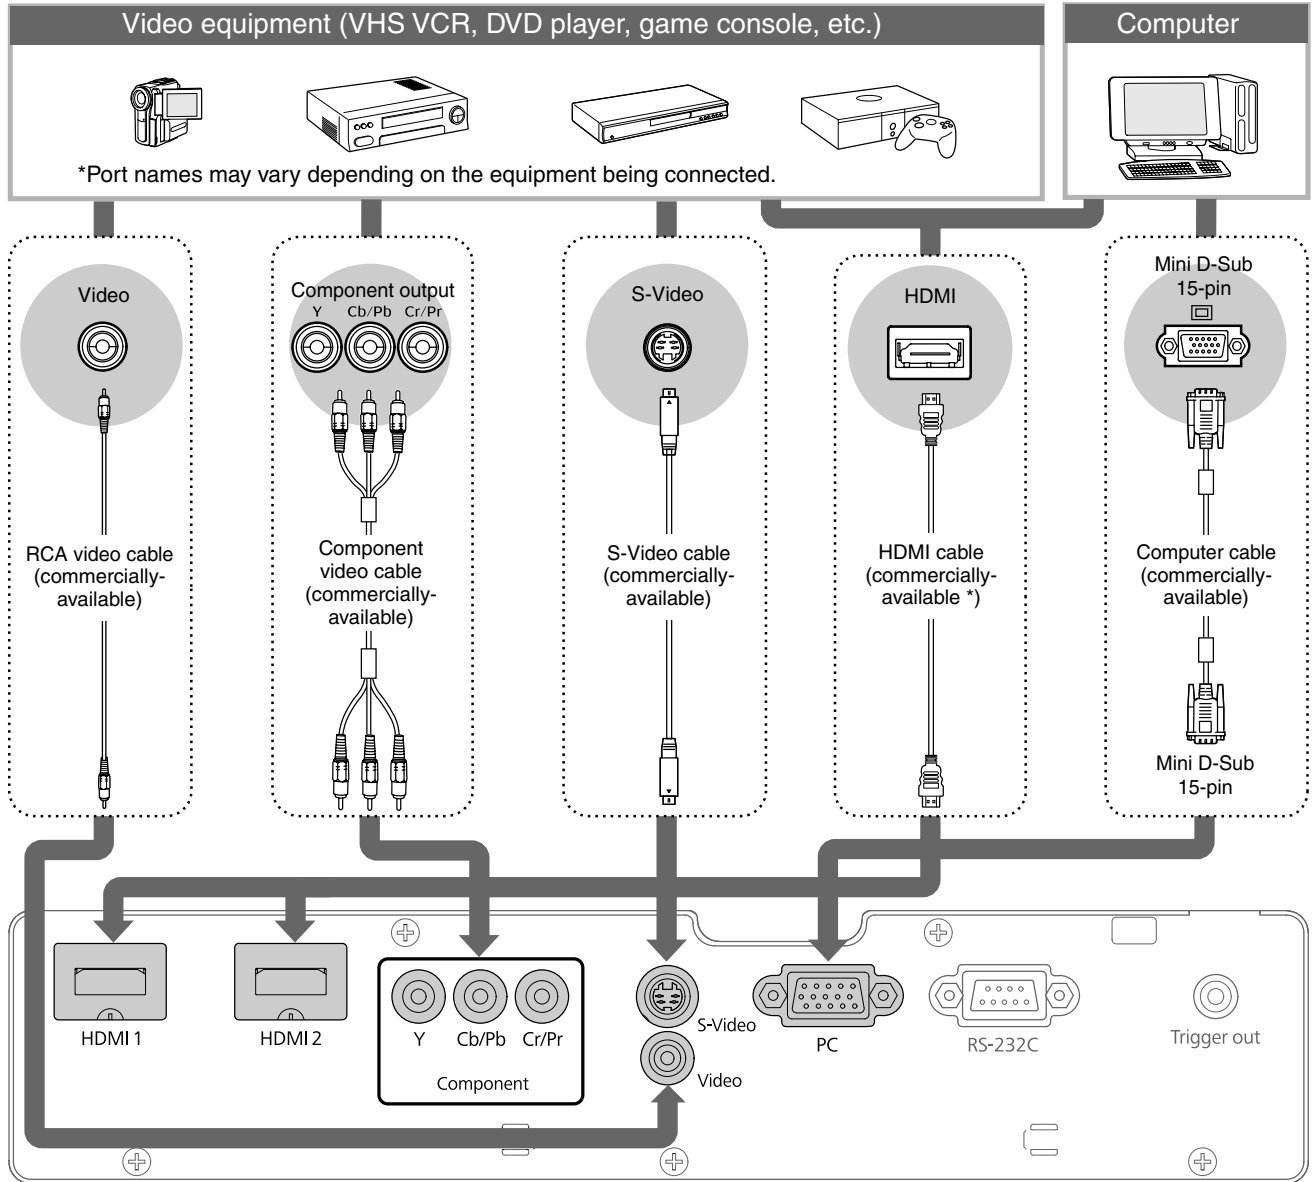 Video equipment (VHS VCR, DVD player, game console, etc.)
Computer
*Port names may vary depending on the equipment being connected.
Video
Component output
Y Cb/Pb Cr/Pr
S-Video
HDMI
Mini D-Sub
15-pin
RCA video cable
(commercially-
available)
Component
video cable
(commercially-
available)
S-Video cable
(commercially-
available)
HDMI cable
(commercially-
available *)
Computer cable
(commercially-
available)
Mini D-Sub
15-pin
HDMI 1
HDMI 2
Y Cb/Pb Cr/Pr
Component
S-Video
Video
PC
RS-232C
Trigger out